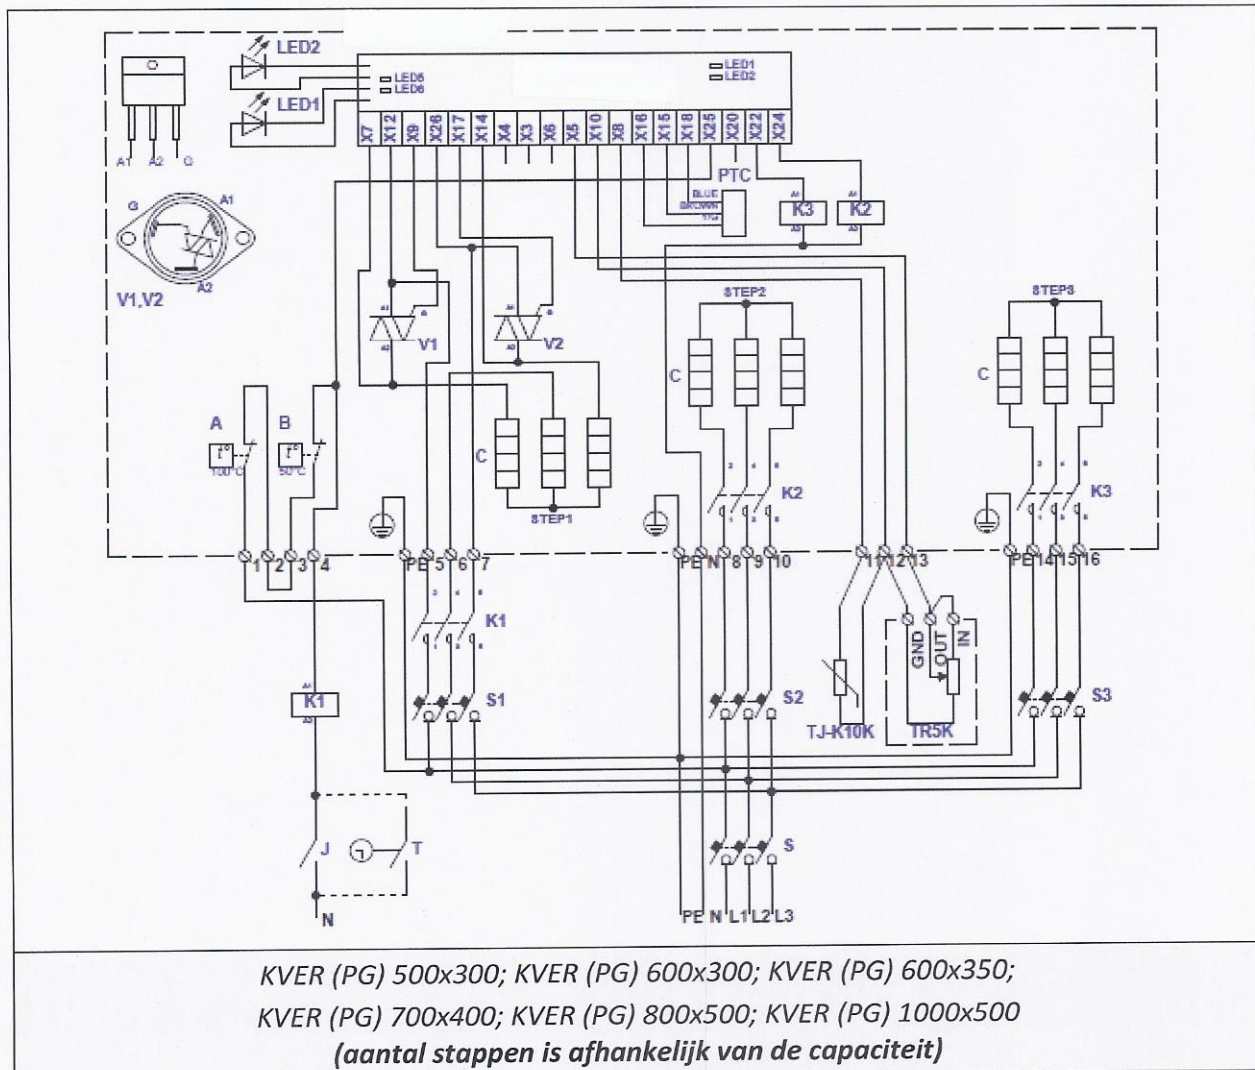 LED2
LED1
LED5
LED6
LED1
LED2
X7 X12 X9 X26 X17 X14 X4 X3 X6 X5 X10 X8 X16 X15 X18 X25 X20 X22 X24
A1 A2 G
G A1
A2
V1,V2
PTC
BLUE
BROWN
K3 K2
V1
V2
STEP2
STEP3
C
C
C
STEP1
A
100°C
B
50°C
t°
t°
K2
K3
1 2 3 4 PE 5 6 7 PE N 8 9 10 11 12 13 PE 14 15 16
K1
K1
S1
S2
S3
GND
OUT
IN
TJ-K10K
TR5K
J
T
S
N
PE N L1 L2 L3
KVER (PG) 500x300; KVER (PG) 600x300; KVER (PG) 600x350;
KVER (PG) 700x400; KVER (PG) 800x500; KVER (PG) 1000x500
(aantal stappen is afhankelijk van de capaciteit)